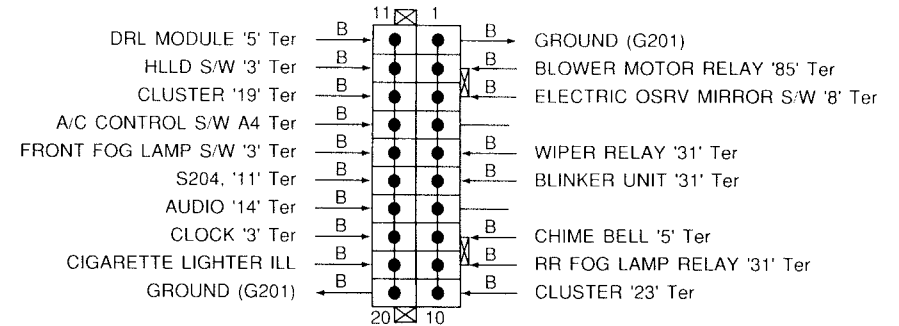 11 1
DRL MODULE '5' Ter B B GROUND (G201)
HLLD S/W '3' Ter B B BLOWER MOTOR RELAY '85' Ter
CLUSTER '19' Ter B B ELECTRIC OSRV MIRROR S/W '8' Ter
A/C CONTROL S/W A4 Ter B
FRONT FOG LAMP S/W '3' Ter B B WIPER RELAY '31' Ter
S204, '11' Ter B B BLINKER UNIT '31' Ter
AUDIO '14' Ter B
CLOCK '3' Ter B B CHIME BELL '5' Ter
CIGARETTE LIGHTER ILL B B RR FOG LAMP RELAY '31' Ter
GROUND (G201) B B CLUSTER '23' Ter
20 10